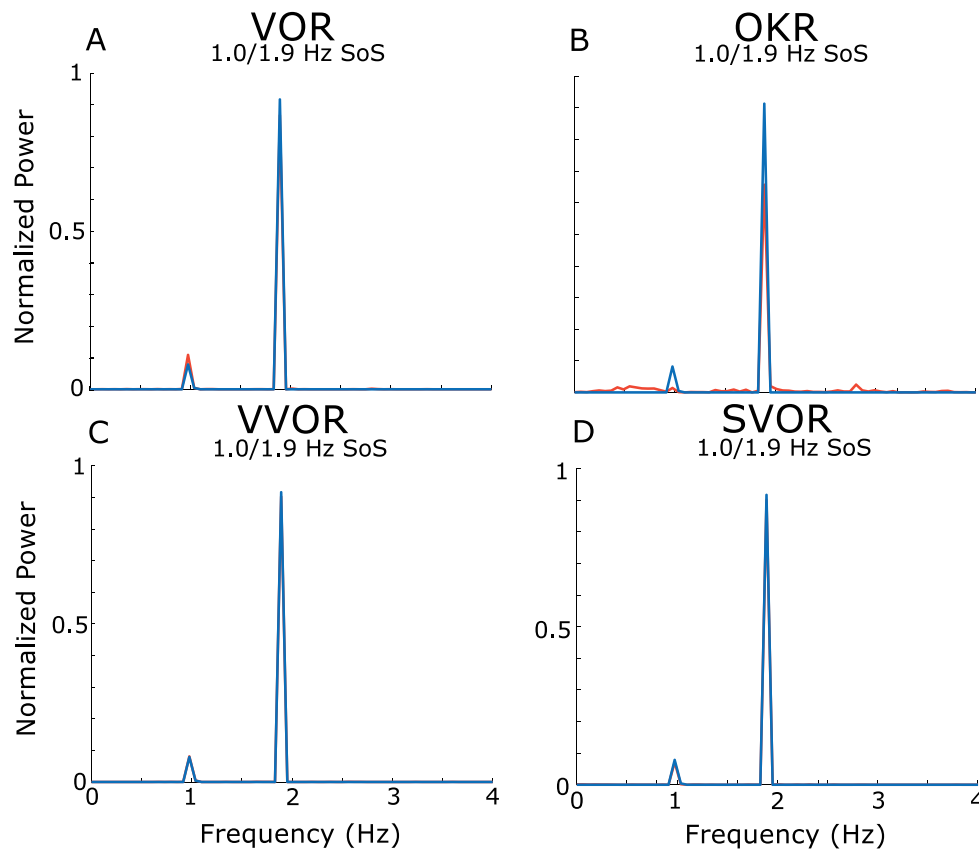 A
VOR
1.0/1.9 Hz SoS
B
OKR
1.0/1.9 Hz SoS
1
0.5
0
Normalized Power
C
VVOR
1.0/1.9 Hz SoS
D
SVOR
1.0/1.9 Hz SoS
1
0.5
0
Normalized Power
0 1 2 3 4
Frequency (Hz)
1
0.5
0
0 1 2 3 4
Frequency (Hz)